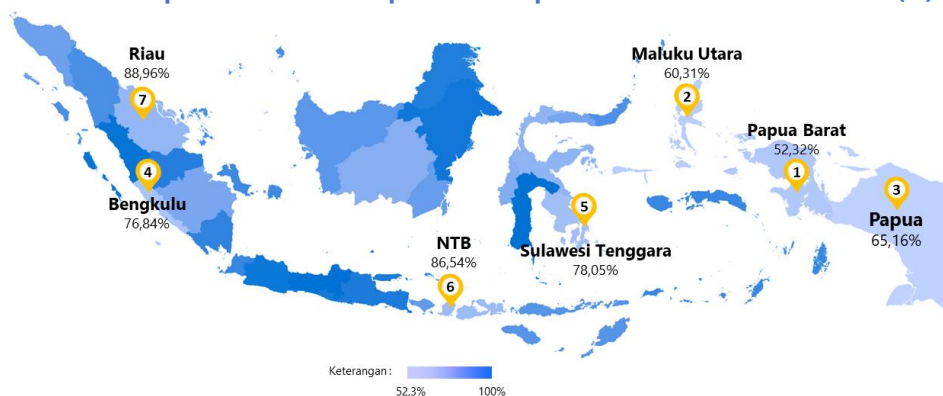 Riau
88,96%
7
Maluku Utara
60,31%
2
Papua Barat
52,32%
1
3
Papua
65,16%
4
Bengkulu
76,84%
5
Sulawesi Tenggara
78,05%
NTB
86,54%
6
Keterangan :
52.3%
100%